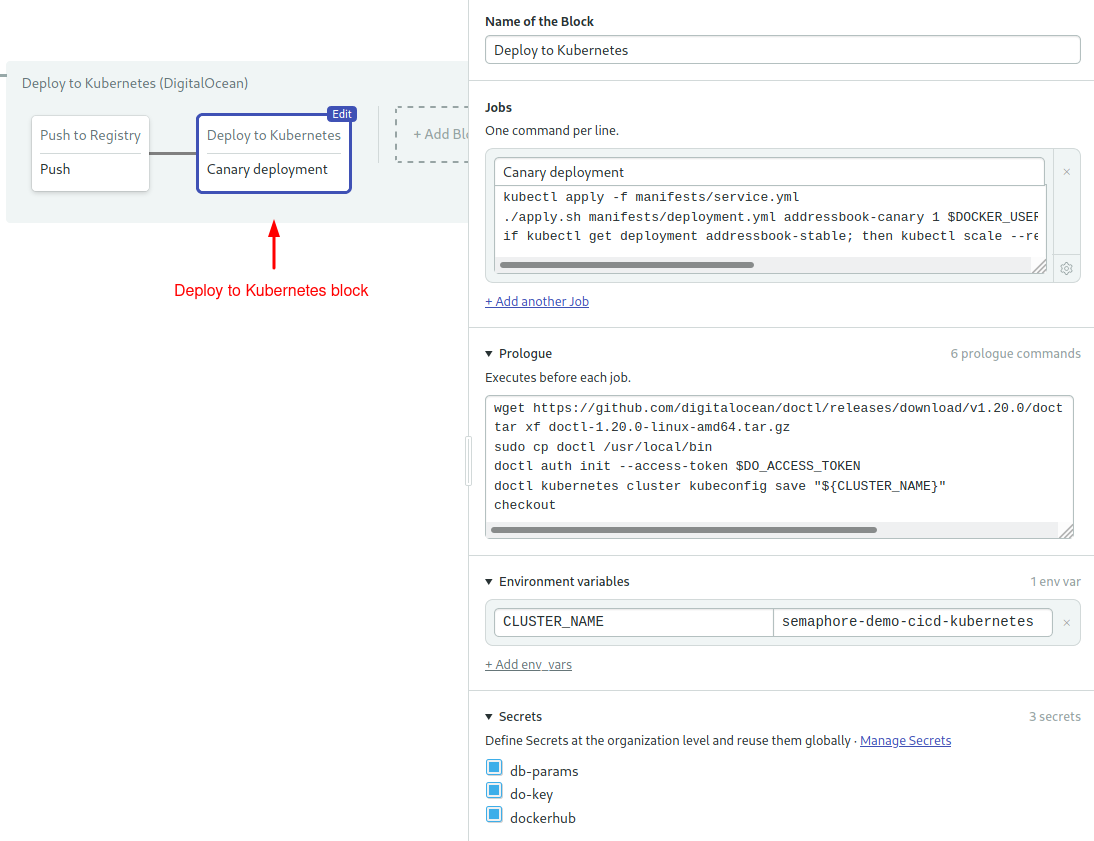 Deploy to Kubernetes (DigitalOcean)
Push to Registry
Push
Edit
Deploy to Kubernetes
Canary deployment
+ Add Blo
Deploy to Kubernetes block
Name of the Block
Deploy to Kubernetes
Jobs
One command per line.
Canary deployment
×
kubectl apply -f manifests/service.yml
./apply.sh manifests/deployment.yml addressbook-canary 1 $DOCKER_USER
if kubectl get deployment addressbook-stable; then kubectl scale --re
+ Add another Job
▼ Prologue
6 prologue commands
Executes before each job.
wget https://github.com/digitalocean/doctl/releases/download/v1.20.0/doct
tar xf doctl-1.20.0-linux-amd64.tar.gz
sudo cp doctl /usr/local/bin
doctl auth init --access-token $DO_ACCESS_TOKEN
doctl kubernetes cluster kubeconfig save "${CLUSTER_NAME}"
checkout
▼ Environment variables
1 env var
CLUSTER_NAME
semaphore-demo-cicd-kubernetes
×
+ Add env_vars
▼ Secrets
3 secrets
Define Secrets at the organization level and reuse them globally · Manage Secrets
db-params
do-key
dockerhub